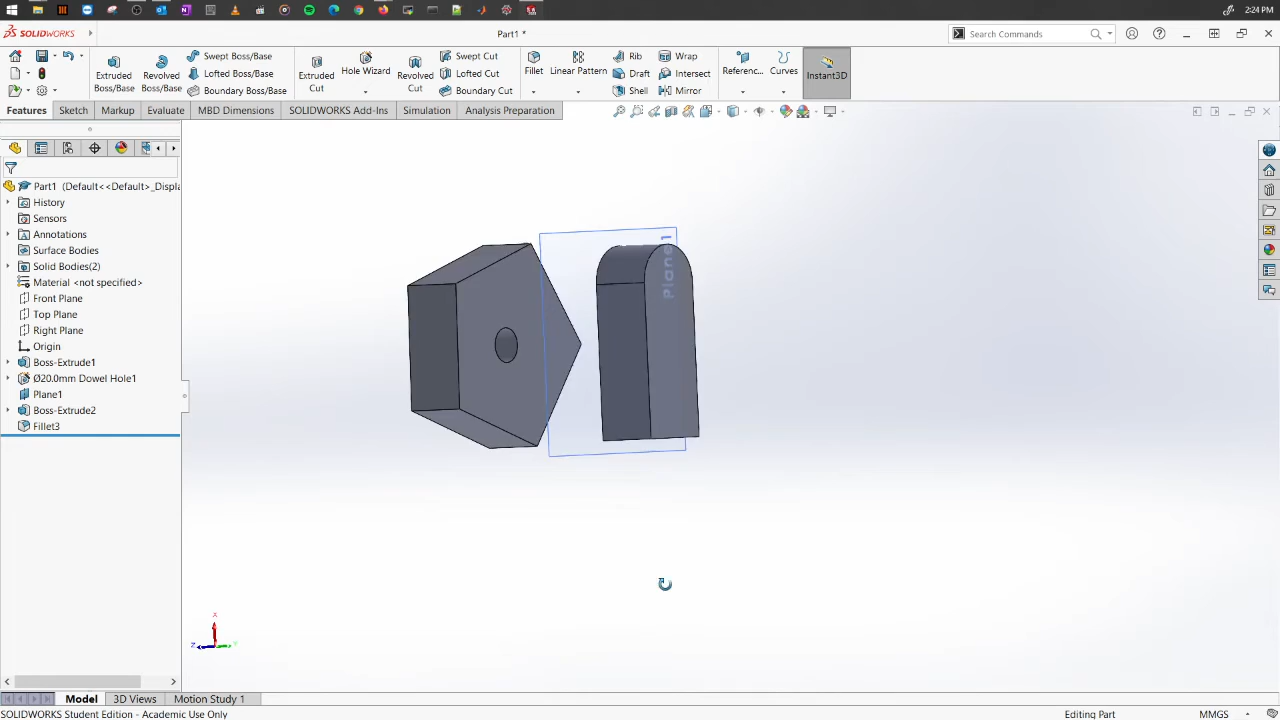 2:24 PM
SOLIDWORKS
Part1 *
Search Commands
Extruded Boss/Base
Revolved Boss/Base
Swept Boss/Base
Lofted Boss/Base
Boundary Boss/Base
Extruded Cut
Hole Wizard
Revolved Cut
Swept Cut
Lofted Cut
Boundary Cut
Fillet
Linear Pattern
Rib
Draft
Shell
Wrap
Intersect
Mirror
Referenc...
Curves
Instant3D
Features
Sketch
Markup
Evaluate
MBD Dimensions
SOLIDWORKS Add-Ins
Simulation
Analysis Preparation
Part1 (Default<<Default>_Displa
History
Sensors
Annotations
Surface Bodies
Solid Bodies(2)
Material <not specified>
Front Plane
Top Plane
Right Plane
Origin
Boss-Extrude1
Ø20.0mm Dowel Hole1
Plane1
Boss-Extrude2
Fillet3
Plane1
X
Z
Y
Model
3D Views
Motion Study 1
SOLIDWORKS Student Edition - Academic Use Only
Editing Part
MMGS